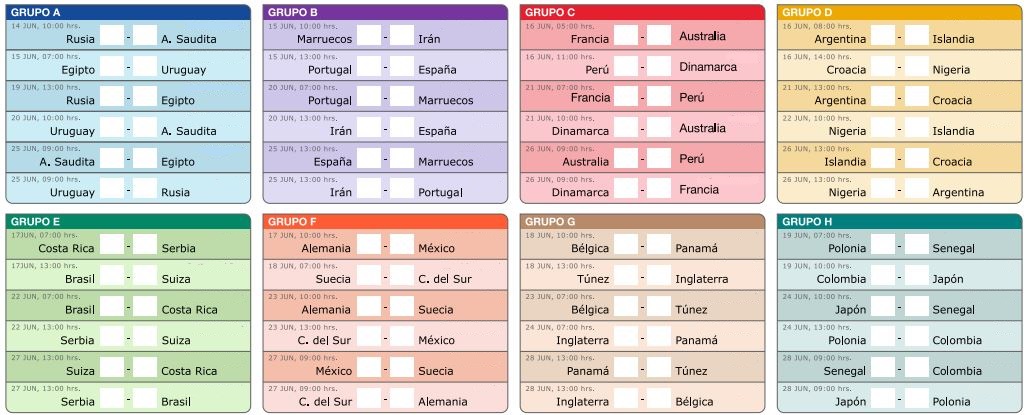 GRUPO A
14 JUN, 10:00 hrs.
Rusia - A. Saudita
15 JUN, 07:00 hrs.
Egipto - Uruguay
19 JUN, 13:00 hrs.
Rusia - Egipto
20 JUN, 10:00 hrs.
Uruguay - A. Saudita
25 JUN, 09:00 hrs.
A. Saudita - Egipto
25 JUN, 09:00 hrs.
Uruguay - Rusia
GRUPO B
15 JUN, 10:00 hrs.
Marruecos - Irán
15 JUN, 13:00 hrs.
Portugal - España
20 JUN, 07:00 hrs.
Portugal - Marruecos
20 JUN, 13:00 hrs.
Irán - España
25 JUN, 13:00 hrs.
España - Marruecos
25 JUN, 13:00 hrs.
Irán - Portugal
GRUPO C
16 JUN, 05:00 hrs.
Francia - Australia
16 JUN, 11:00 hrs.
Perú - Dinamarca
21 JUN, 07:00 hrs.
Francia - Perú
21 JUN, 10:00 hrs.
Dinamarca - Australia
26 JUN, 09:00 hrs.
Australia - Perú
26 JUN, 09:00 hrs.
Dinamarca - Francia
GRUPO D
16 JUN, 08:00 hrs.
Argentina - Islandia
16 JUN, 14:00 hrs.
Croacia - Nigeria
21 JUN, 13:00 hrs.
Argentina - Croacia
22 JUN, 10:00 hrs.
Nigeria - Islandia
26 JUN, 13:00 hrs.
Islandia - Croacia
26 JUN, 13:00 hrs.
Nigeria - Argentina
GRUPO E
17JUN, 07:00 hrs.
Costa Rica - Serbia
17JUN, 13:00 hrs.
Brasil - Suiza
22 JUN, 07:00 hrs.
Brasil - Costa Rica
22 JUN, 13:00 hrs.
Serbia - Suiza
27 JUN, 13:00 hrs.
Suiza - Costa Rica
27 JUN, 13:00 hrs.
Serbia - Brasil
GRUPO F
17 JUN, 10:00 hrs.
Alemania - México
18 JUN, 07:00 hrs.
Suecia - C. del Sur
23 JUN, 10:00 hrs.
Alemania - Suecia
23 JUN, 13:00 hrs.
C. del Sur - México
27 JUN, 09:00 hrs.
México - Suecia
27 JUN, 09:00 hrs.
C. del Sur - Alemania
GRUPO G
18 JUN, 10:00 hrs.
Bélgica - Panamá
18 JUN, 13:00 hrs.
Túnez - Inglaterra
23 JUN, 07:00 hrs.
Bélgica - Túnez
24 JUN, 07:00 hrs.
Inglaterra - Panamá
28 JUN, 13:00 hrs.
Panamá - Túnez
28 JUN, 13:00 hrs.
Inglaterra - Bélgica
GRUPO H
19 JUN, 07:00 hrs.
Polonia - Senegal
19 JUN, 10:00 hrs.
Colombia - Japón
24 JUN, 10:00 hrs.
Japón - Senegal
24 JUN, 13:00 hrs.
Polonia - Colombia
28 JUN, 09:00 hrs.
Senegal - Colombia
28 JUN, 09:00 hrs.
Japón - Polonia